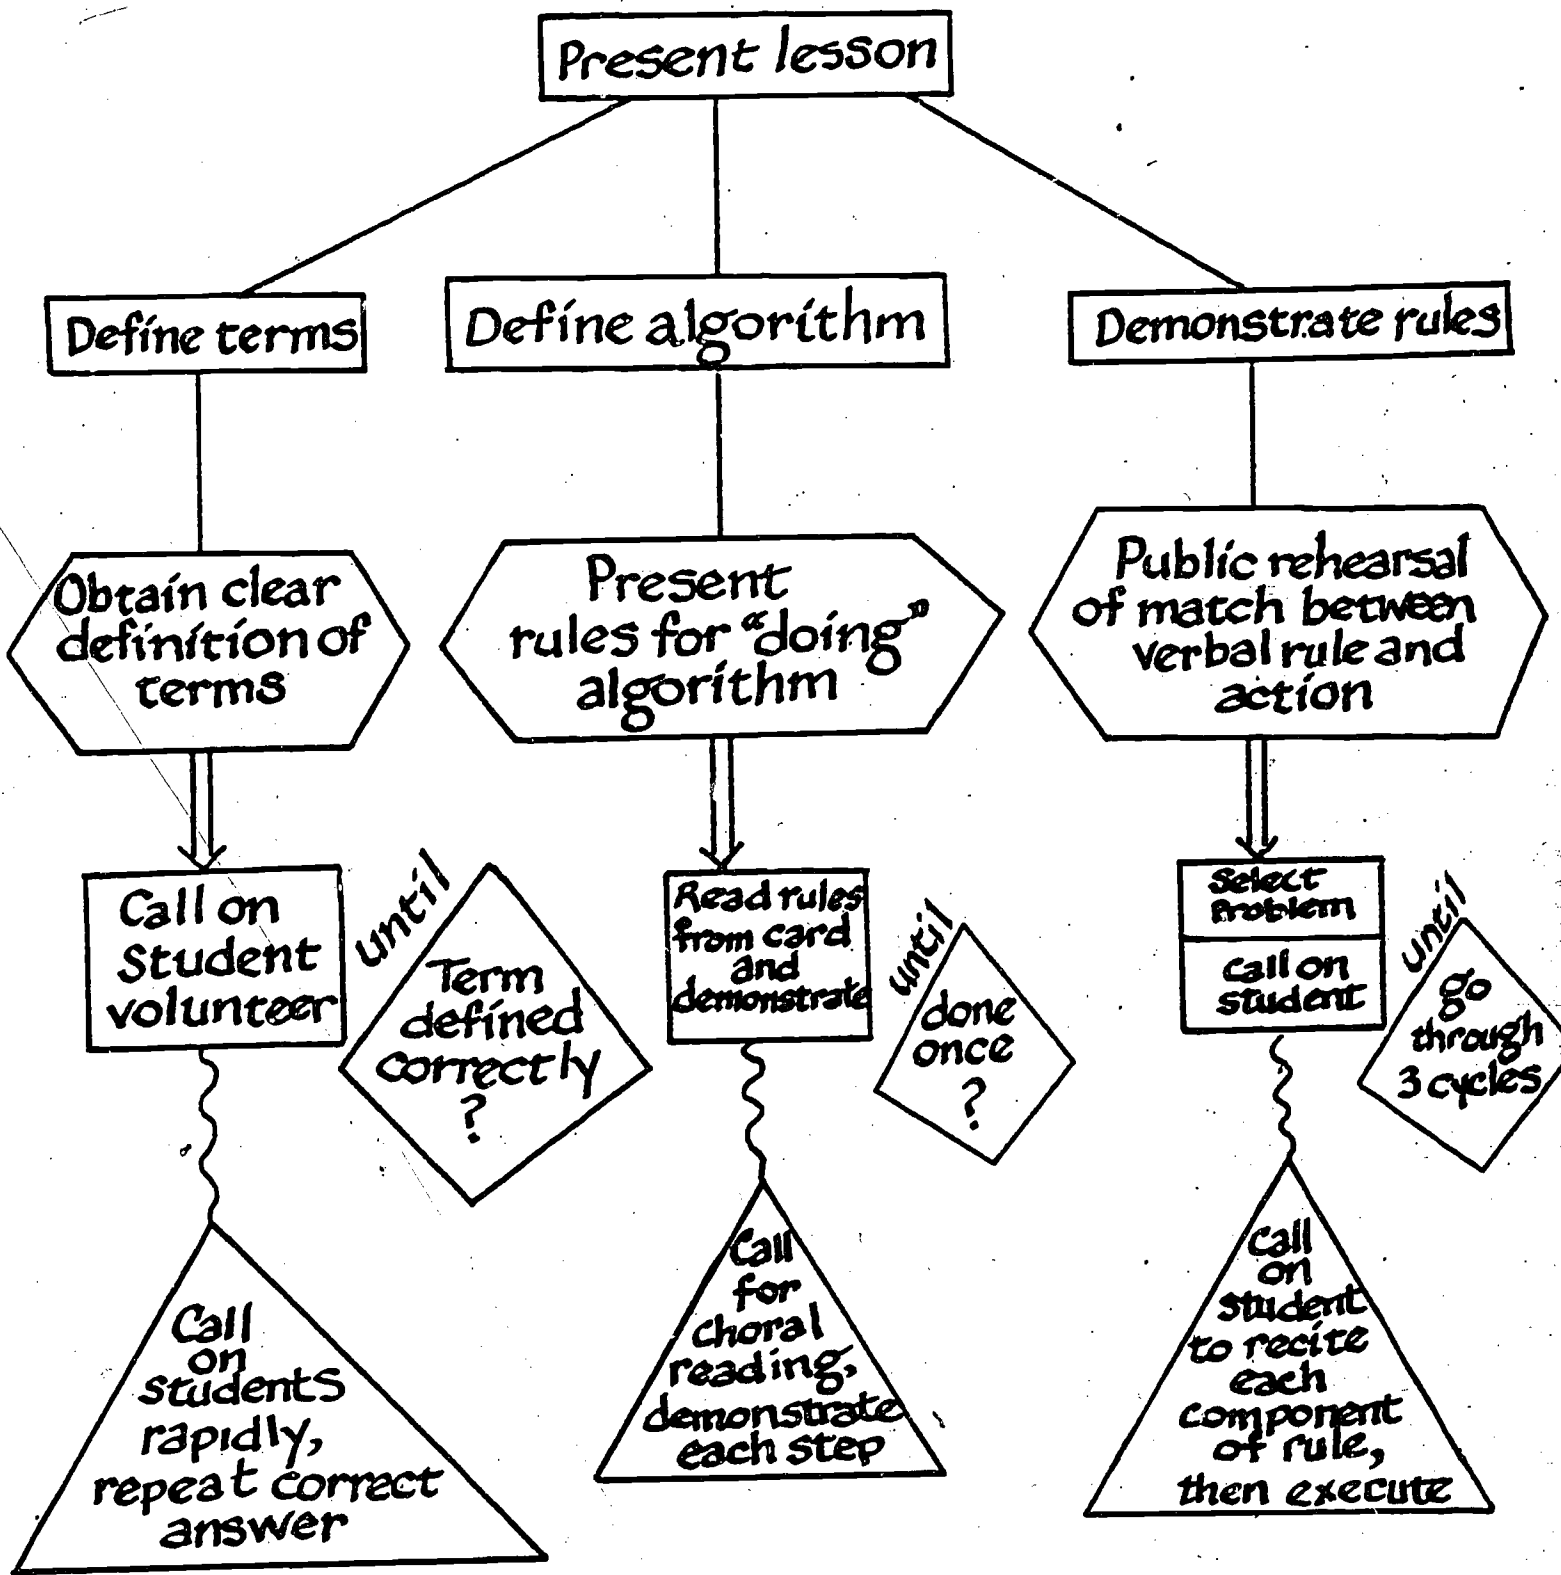 Present lesson
Define terms
Define algorithm
Demonstrate rules
Obtain clear
definition of
terms
Present
rules for "doing"
algorithm
Public rehearsal
of match between
verbal rule and
action
Call on
Student
volunteer
until
Term
defined
correctly
?
Read rules
from card
and
demonstrate
until
done
once
?
Select
Problem
call on
student
until
go
through
3 cycles
Call
on
students
rapidly,
repeat correct
answer
Call
for
choral
reading,
demonstrate
each step
Call
on
student
to recite
each
component
of rule,
then execute